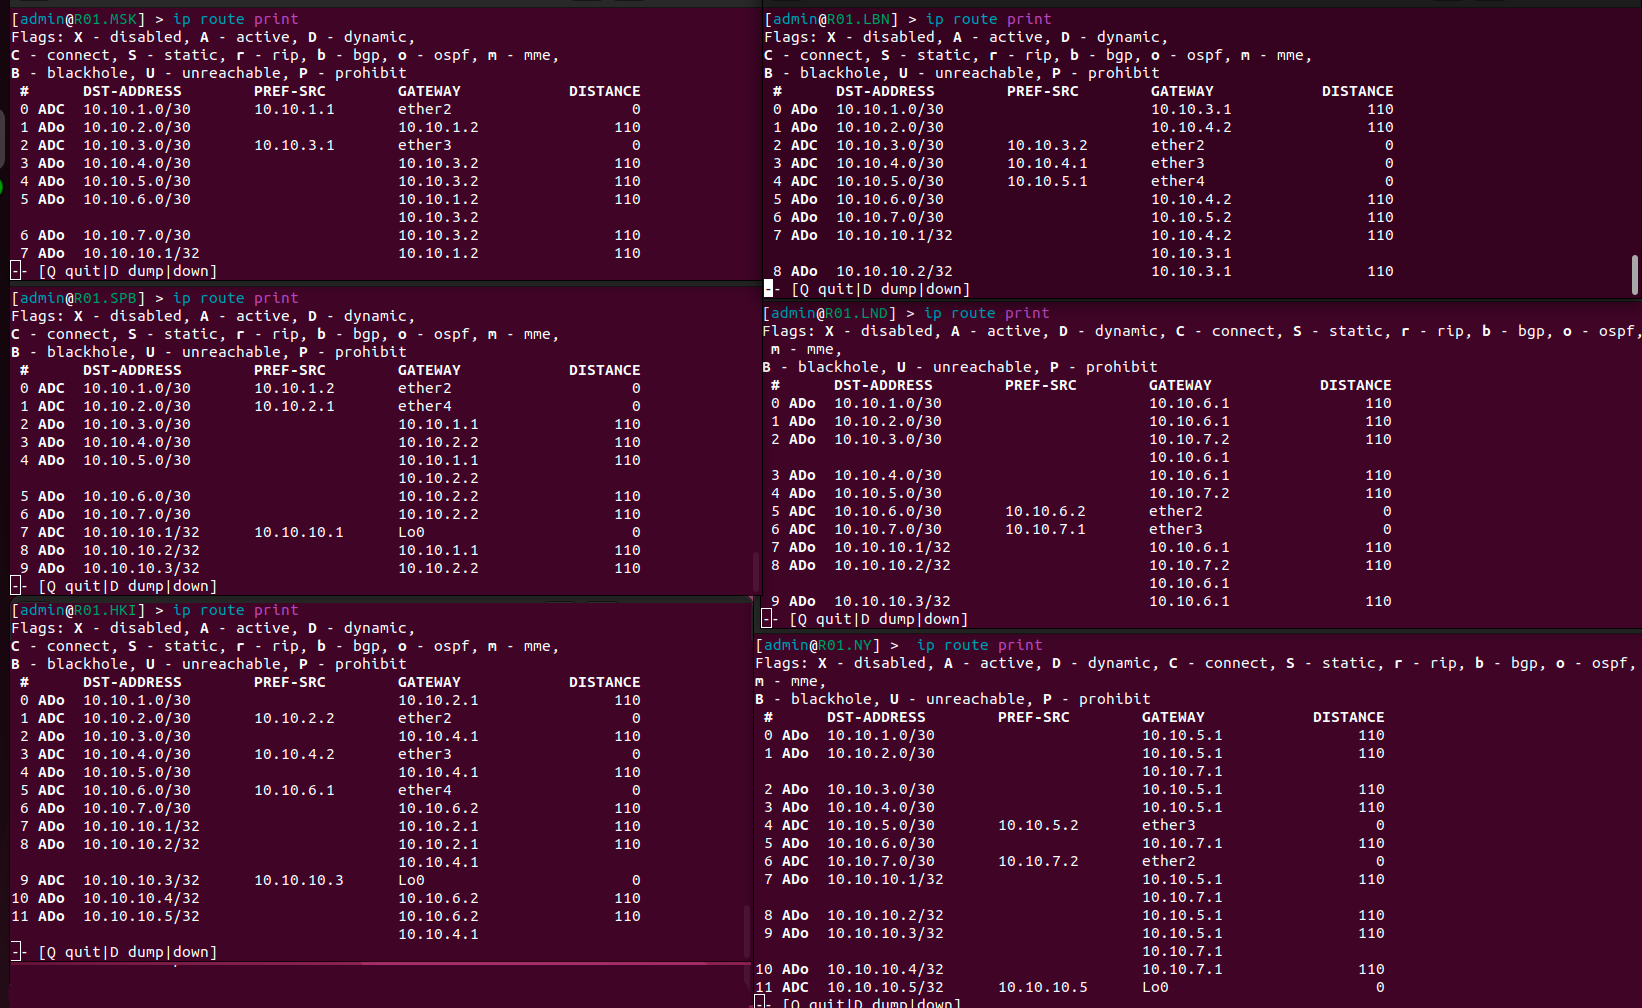 [admin@R01.MSK] > ip route print
Flags: X - disabled, A - active, D - dynamic,
C - connect, S - static, r - rip, b - bgp, o - ospf, m - mme,
B - blackhole, U - unreachable, P - prohibit
 #      DST-ADDRESS        PREF-SRC        GATEWAY            DISTANCE
 0 ADC  10.10.1.0/30       10.10.1.1       ether2                    0
 1 ADo  10.10.2.0/30                       10.10.1.2               110
 2 ADC  10.10.3.0/30       10.10.3.1       ether3                    0
 3 ADo  10.10.4.0/30                       10.10.3.2               110
 4 ADo  10.10.5.0/30                       10.10.3.2               110
 5 ADo  10.10.6.0/30                       10.10.1.2               110
                                           10.10.3.2
 6 ADo  10.10.7.0/30                       10.10.3.2               110
 7 ADo  10.10.10.1/32                      10.10.1.2               110
-- [Q quit|D dump|down]
[admin@R01.SPB] > ip route print
Flags: X - disabled, A - active, D - dynamic,
C - connect, S - static, r - rip, b - bgp, o - ospf, m - mme,
B - blackhole, U - unreachable, P - prohibit
 #      DST-ADDRESS        PREF-SRC        GATEWAY            DISTANCE
 0 ADC  10.10.1.0/30       10.10.1.2       ether2                    0
 1 ADC  10.10.2.0/30       10.10.2.1       ether4                    0
 2 ADo  10.10.3.0/30                       10.10.1.1               110
 3 ADo  10.10.4.0/30                       10.10.2.2               110
 4 ADo  10.10.5.0/30                       10.10.1.1               110
                                           10.10.2.2
 5 ADo  10.10.6.0/30                       10.10.2.2               110
 6 ADo  10.10.7.0/30                       10.10.2.2               110
 7 ADC  10.10.10.1/32      10.10.10.1      Lo0                       0
 8 ADo  10.10.10.2/32                      10.10.1.1               110
 9 ADo  10.10.10.3/32                      10.10.2.2               110
-- [Q quit|D dump|down]
[admin@R01.HKI] > ip route print
Flags: X - disabled, A - active, D - dynamic,
C - connect, S - static, r - rip, b - bgp, o - ospf, m - mme,
B - blackhole, U - unreachable, P - prohibit
 #      DST-ADDRESS        PREF-SRC        GATEWAY            DISTANCE
 0 ADo  10.10.1.0/30                       10.10.2.1               110
 1 ADC  10.10.2.0/30       10.10.2.2       ether2                    0
 2 ADo  10.10.3.0/30                       10.10.4.1               110
 3 ADC  10.10.4.0/30       10.10.4.2       ether3                    0
 4 ADo  10.10.5.0/30                       10.10.4.1               110
 5 ADC  10.10.6.0/30       10.10.6.1       ether4                    0
 6 ADo  10.10.7.0/30                       10.10.6.2               110
 7 ADo  10.10.10.1/32                      10.10.2.1               110
 8 ADo  10.10.10.2/32                      10.10.2.1               110
                                           10.10.4.1
 9 ADC  10.10.10.3/32      10.10.10.3      Lo0                       0
10 ADo  10.10.10.4/32                      10.10.6.2               110
11 ADo  10.10.10.5/32                      10.10.6.2               110
                                           10.10.4.1
-- [Q quit|D dump|down]
[admin@R01.LBN] > ip route print
Flags: X - disabled, A - active, D - dynamic,
C - connect, S - static, r - rip, b - bgp, o - ospf, m - mme,
B - blackhole, U - unreachable, P - prohibit
 #      DST-ADDRESS        PREF-SRC        GATEWAY            DISTANCE
 0 ADo  10.10.1.0/30                       10.10.3.1               110
 1 ADo  10.10.2.0/30                       10.10.4.2               110
 2 ADC  10.10.3.0/30       10.10.3.2       ether2                    0
 3 ADC  10.10.4.0/30       10.10.4.1       ether3                    0
 4 ADC  10.10.5.0/30       10.10.5.1       ether4                    0
 5 ADo  10.10.6.0/30                       10.10.4.2               110
 6 ADo  10.10.7.0/30                       10.10.5.2               110
 7 ADo  10.10.10.1/32                      10.10.4.2               110
                                           10.10.3.1
 8 ADo  10.10.10.2/32                      10.10.3.1               110
-- [Q quit|D dump|down]
[admin@R01.LND] > ip route print
Flags: X - disabled, A - active, D - dynamic, C - connect, S - static, r - rip, b - bgp, o - ospf,
 m - mme,
B - blackhole, U - unreachable, P - prohibit
 #      DST-ADDRESS        PREF-SRC        GATEWAY            DISTANCE
 0 ADo  10.10.1.0/30                       10.10.6.1               110
 1 ADo  10.10.2.0/30                       10.10.6.1               110
 2 ADo  10.10.3.0/30                       10.10.7.2               110
                                           10.10.6.1
 3 ADo  10.10.4.0/30                       10.10.6.1               110
 4 ADo  10.10.5.0/30                       10.10.7.2               110
 5 ADC  10.10.6.0/30       10.10.6.2       ether2                    0
 6 ADC  10.10.7.0/30       10.10.7.1       ether3                    0
 7 ADo  10.10.10.1/32                      10.10.6.1               110
 8 ADo  10.10.10.2/32                      10.10.7.2               110
                                           10.10.6.1
 9 ADo  10.10.10.3/32                      10.10.6.1               110
-- [Q quit|D dump|down]
[admin@R01.NY] >  ip route print
Flags: X - disabled, A - active, D - dynamic, C - connect, S - static, r - rip, b - bgp, o - ospf,
m - mme,
B - blackhole, U - unreachable, P - prohibit
 #      DST-ADDRESS        PREF-SRC        GATEWAY            DISTANCE
 0 ADo  10.10.1.0/30                       10.10.5.1               110
 1 ADo  10.10.2.0/30                       10.10.5.1               110
                                           10.10.7.1
 2 ADo  10.10.3.0/30                       10.10.5.1               110
 3 ADo  10.10.4.0/30                       10.10.5.1               110
 4 ADC  10.10.5.0/30       10.10.5.2       ether3                    0
 5 ADo  10.10.6.0/30                       10.10.7.1               110
 6 ADC  10.10.7.0/30       10.10.7.2       ether2                    0
 7 ADo  10.10.10.1/32                      10.10.5.1               110
                                           10.10.7.1
 8 ADo  10.10.10.2/32                      10.10.5.1               110
 9 ADo  10.10.10.3/32                      10.10.5.1               110
                                           10.10.7.1
10 ADo  10.10.10.4/32                      10.10.7.1               110
11 ADC  10.10.10.5/32      10.10.10.5      Lo0                       0
-- [Q quit|D dump|down]